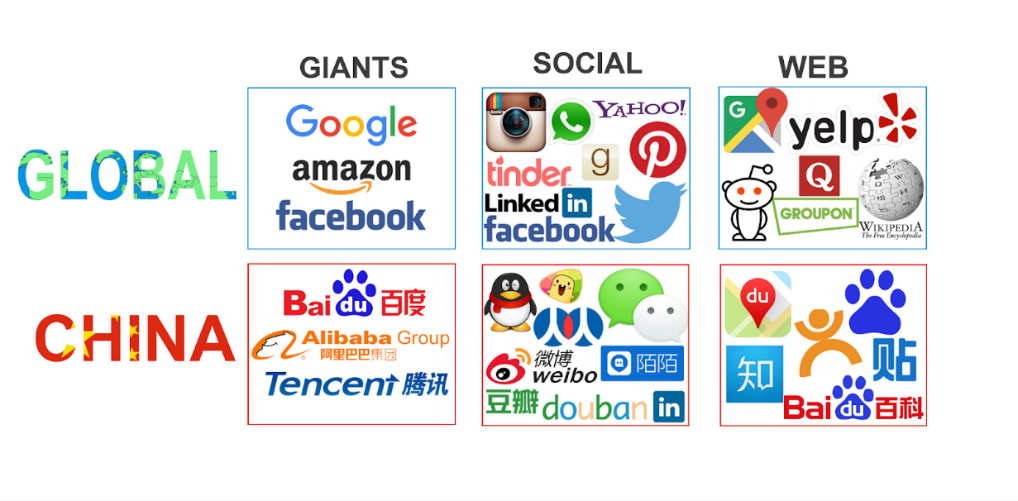 GIANTS
SOCIAL
WEB
GLOBAL
Google
amazon
facebook
YAHOO!
g
tinder
Linked in
facebook
G
yelp
Q
GROUPON
WIKIPEDIA
The Free Encyclopedia
CHINA
Bai du 百度
Alibaba Group
阿里巴巴集团
Tencent 腾讯
微博
weibo
陌陌
豆瓣 douban in
du
知
贴
Bai du 百科